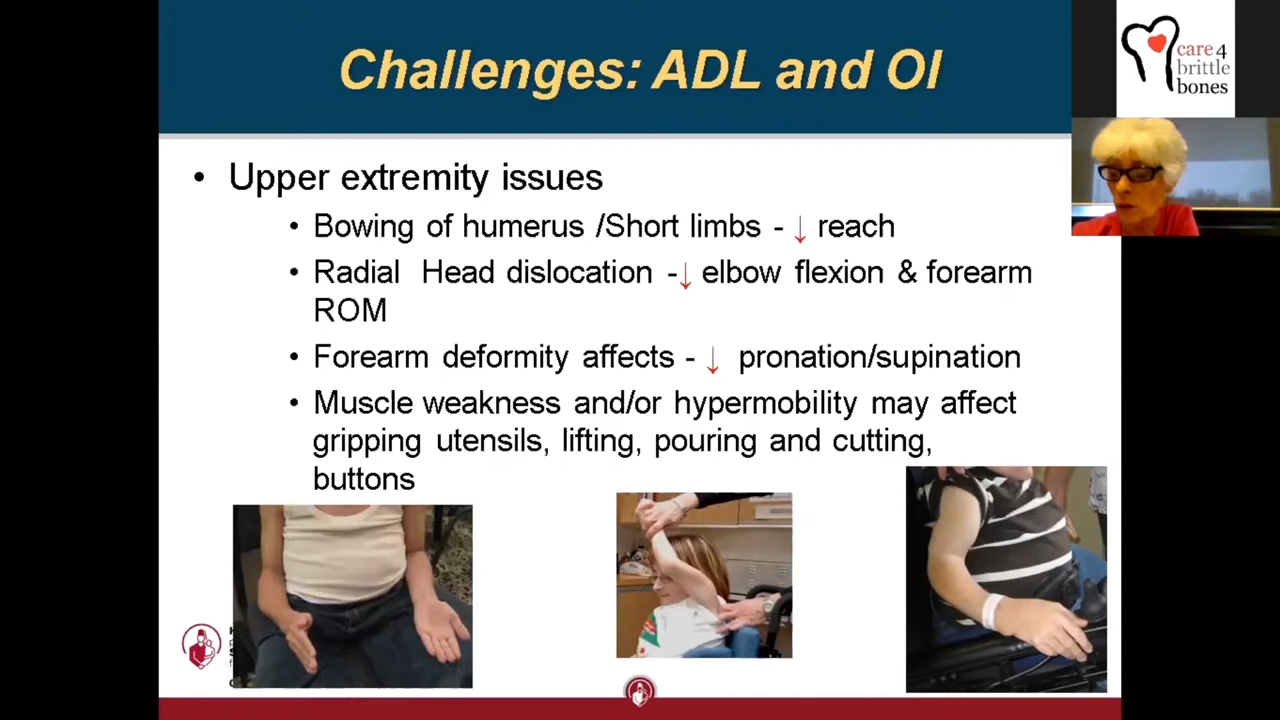 Challenges: ADL and OI
care 4
brittle
bones
• Upper extremity issues
• Bowing of humerus /Short limbs - ↓ reach
• Radial Head dislocation -↓ elbow flexion & forearm
ROM
• Forearm deformity affects - ↓ pronation/supination
• Muscle weakness and/or hypermobility may affect
gripping utensils, lifting, pouring and cutting,
buttons